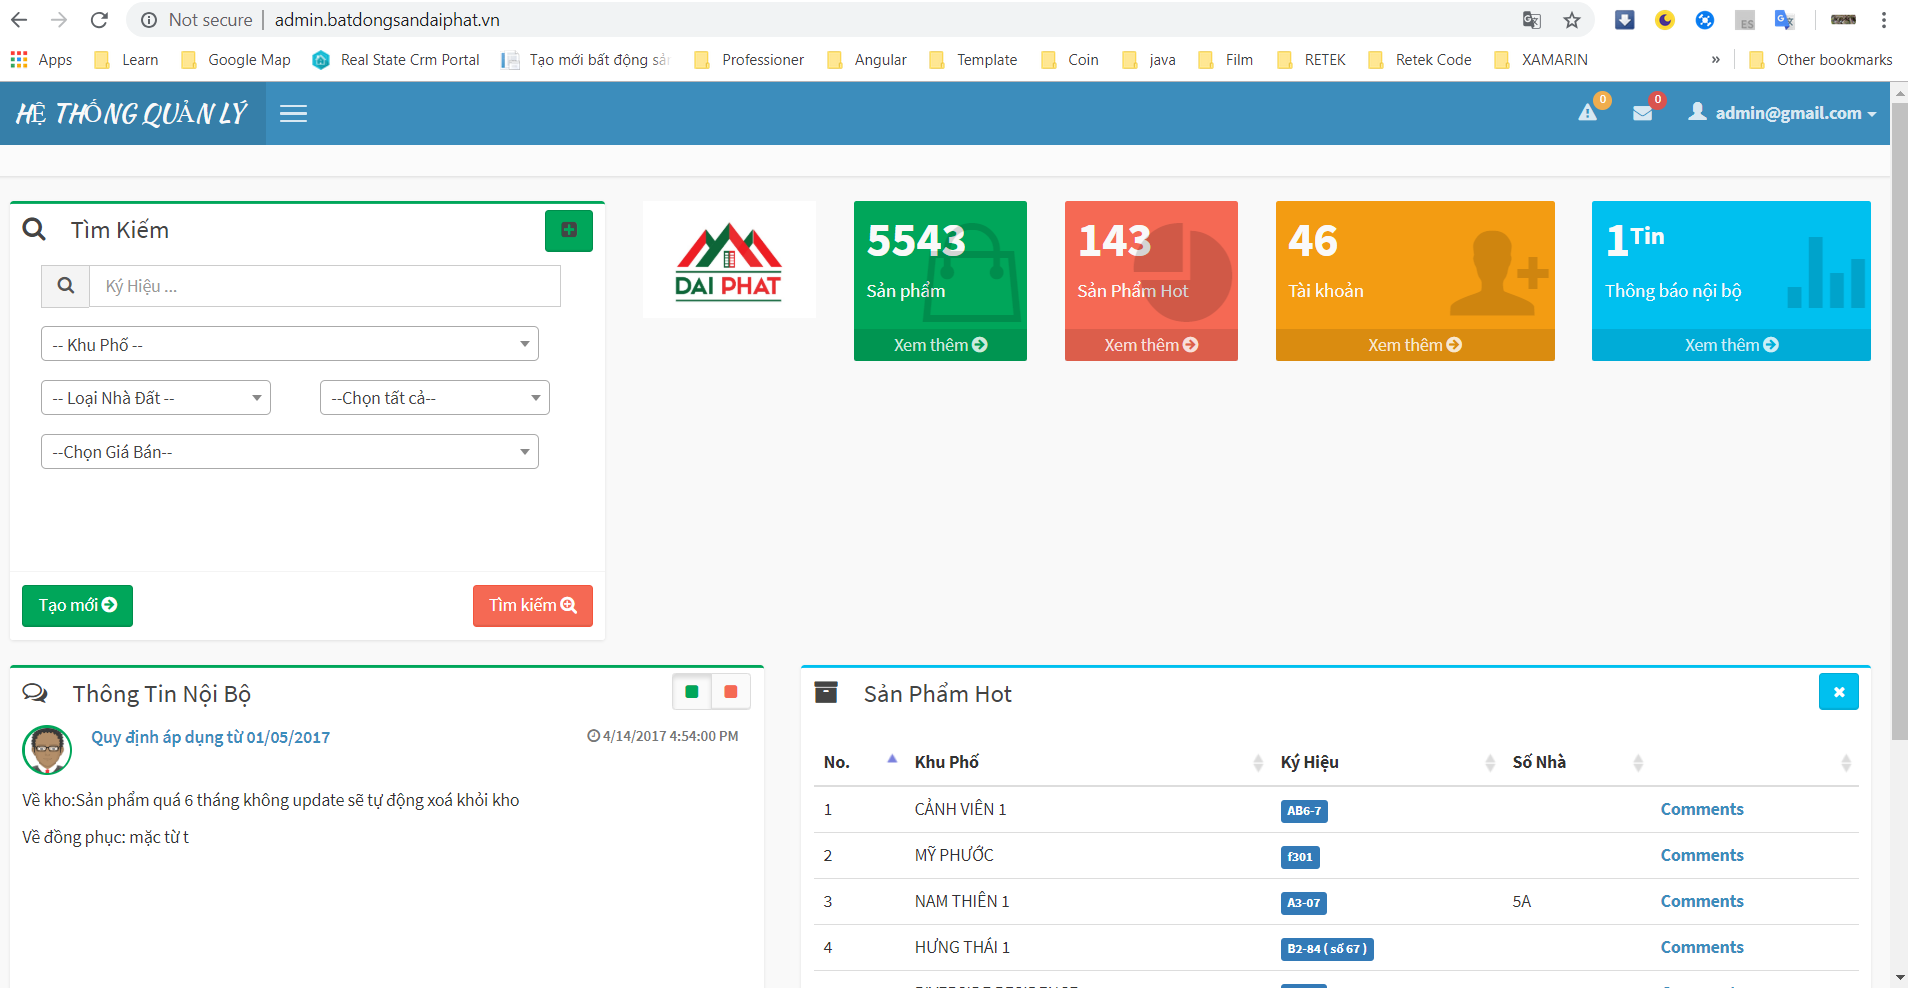 Not secure | admin.batdongsandaiphat.vn
Apps Learn Google Map Real State Crm Portal Tạo mới bất động sản Professioner Angular Template Coin java Film RETEK Retek Code XAMARIN » Other bookmarks
HỆ THỐNG QUẢN LÝ
0 0 admin@gmail.com
Tìm Kiếm
Ký Hiệu ...
-- Khu Phố --
-- Loại Nhà Đất -- --Chọn tất cả--
--Chọn Giá Bán--
Tạo mới Tìm kiếm
DAI PHAT
5543
Sản phẩm
Xem thêm
143
Sản Phẩm Hot
Xem thêm
46
Tài khoản
Xem thêm
1 Tin
Thông báo nội bộ
Xem thêm
Thông Tin Nội Bộ
Quy định áp dụng từ 01/05/2017 4/14/2017 4:54:00 PM
Về kho:Sản phẩm quá 6 tháng không update sẽ tự động xoá khỏi kho
Về đồng phục: mặc từ t
Sản Phẩm Hot
No. Khu Phố Ký Hiệu Số Nhà
1 CẢNH VIÊN 1 AB6-7 Comments
2 MỸ PHƯỚC f301 Comments
3 NAM THIÊN 1 A3-07 5A Comments
4 HƯNG THÁI 1 B2-84 ( số 67 ) Comments